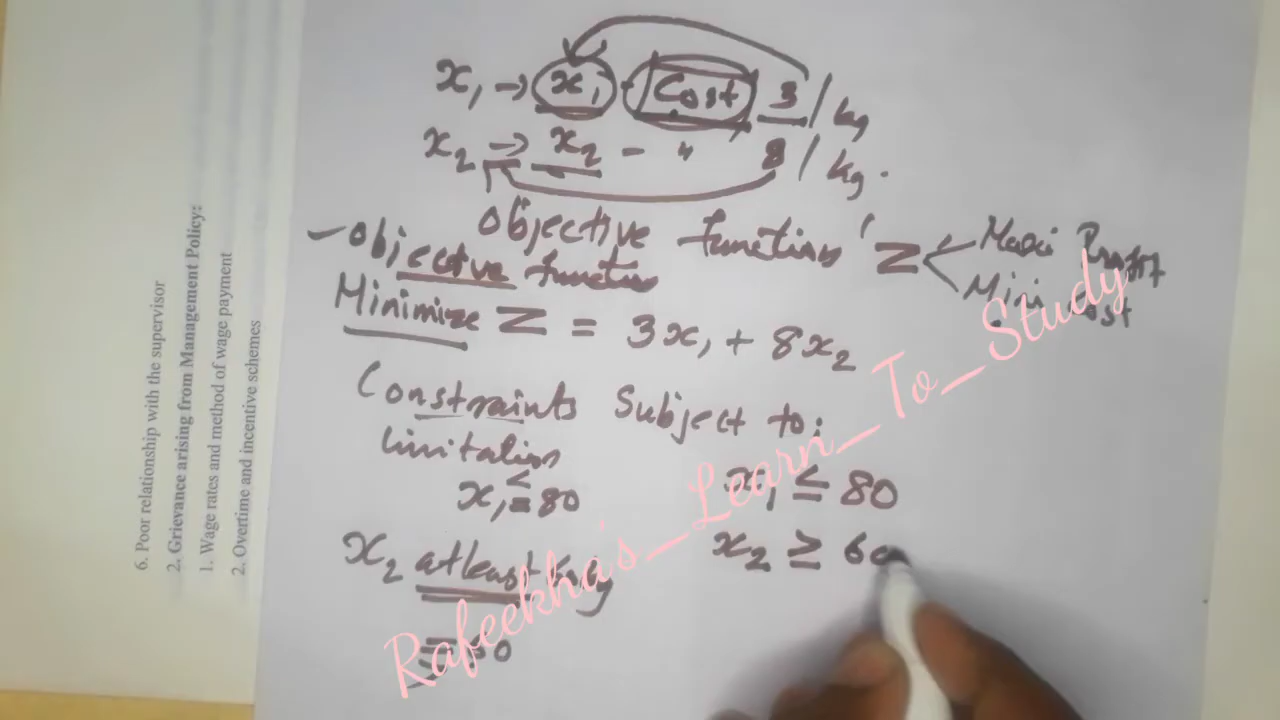 x₁ → x₁ - Cost 3 / kg
x₂ → x₂ - " 8 / kg.
Objective function' Z
Maxi Profit
Mini Cost
Objective function
Minimize Z = 3x₁ + 8x₂
Constraints Subject to;
limitation
x₁ ≤ 80
x₁ ≤ 80
x₂ atleast
x₂ ≥ 60
60
Rafeekha's_Learn_To_Study
6. Poor relationship with the supervisor
2. Grievance arising from Management Policy:
1. Wage rates and method of wage payment
2. Overtime and incentive schemes